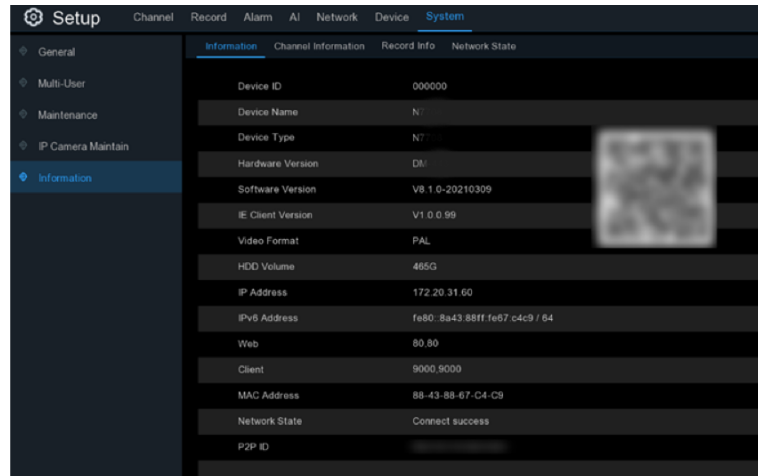 Setup Channel Record Alarm AI Network Device System
Information Channel Information Record Info Network State
General
Multi-User
Maintenance
IP Camera Maintain
Information
Device ID 000000
Device Name
Device Type
Hardware Version
Software Version V8.1.0-20210309
IE Client Version V1.0.0.99
Video Format PAL
HDD Volume 465G
IP Address 172.20.31.60
IPv6 Address fe80::8a43:88ff:fe67:c4c9 / 64
Web 80,80
Client 9000,9000
MAC Address 88-43-88-67-C4-C9
Network State Connect success
P2P ID